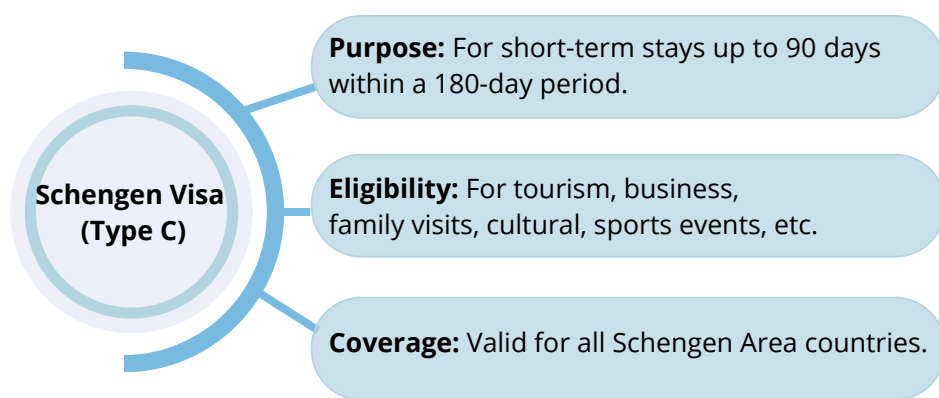 Schengen Visa
(Type C)
Purpose: For short-term stays up to 90 days
within a 180-day period.
Eligibility: For tourism, business,
family visits, cultural, sports events, etc.
Coverage: Valid for all Schengen Area countries.